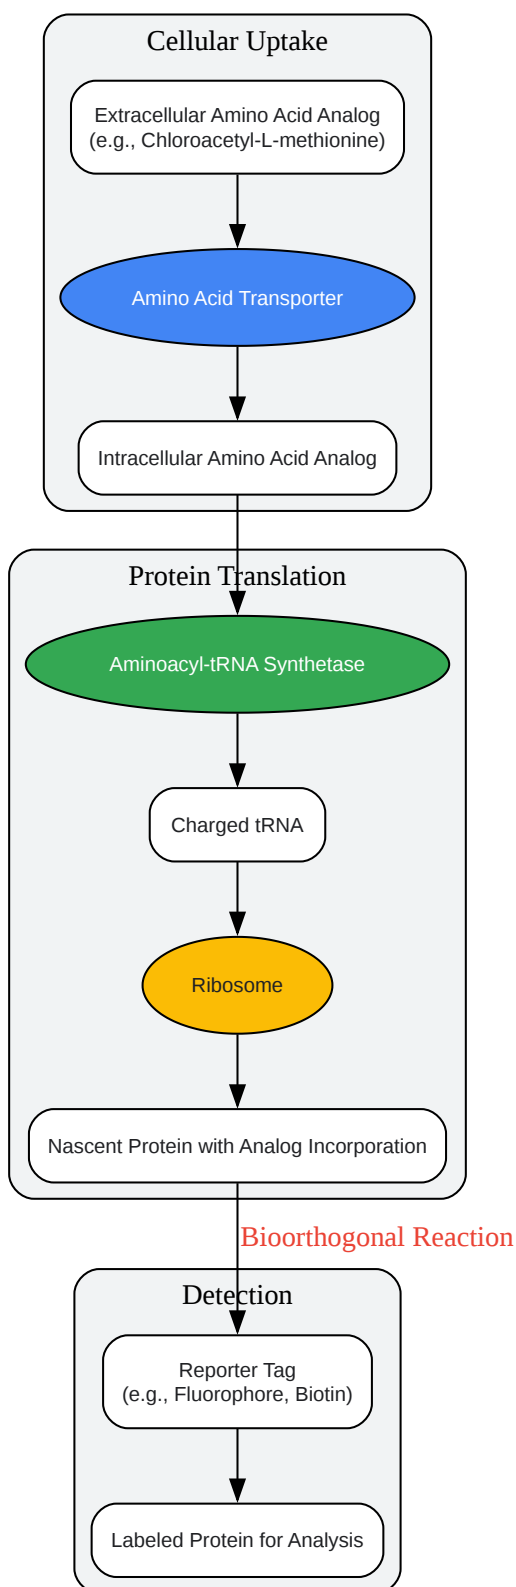 Cellular Uptake
Extracellular Amino Acid Analog
(e.g., Chloroacetyl-L-methionine)
Amino Acid Transporter
Intracellular Amino Acid Analog
Protein Translation
Aminoacyl-tRNA Synthetase
Charged tRNA
Ribosome
Nascent Protein with Analog Incorporation
Bioorthogonal Reaction
Detection
Reporter Tag
(e.g., Fluorophore, Biotin)
Labeled Protein for Analysis